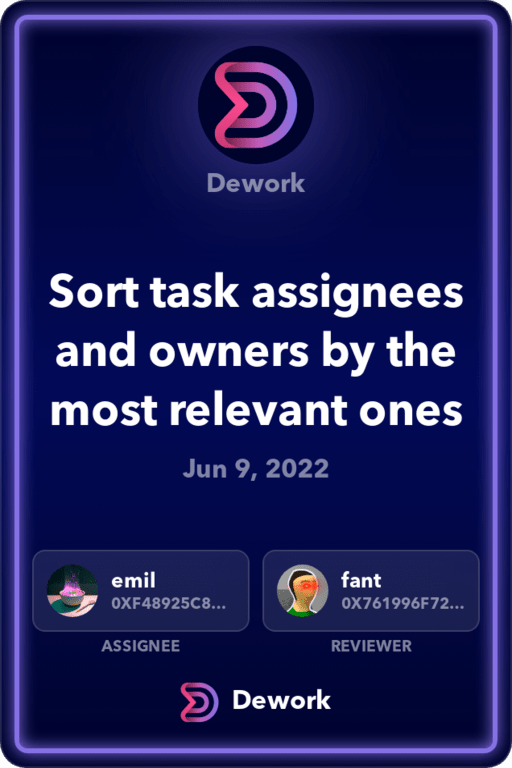 Dework
Sort task assignees
and owners by the
most relevant ones
Jun 9, 2022
emil
0XF48925C8...
ASSIGNEE
fant
0X761996F72...
REVIEWER
Dework